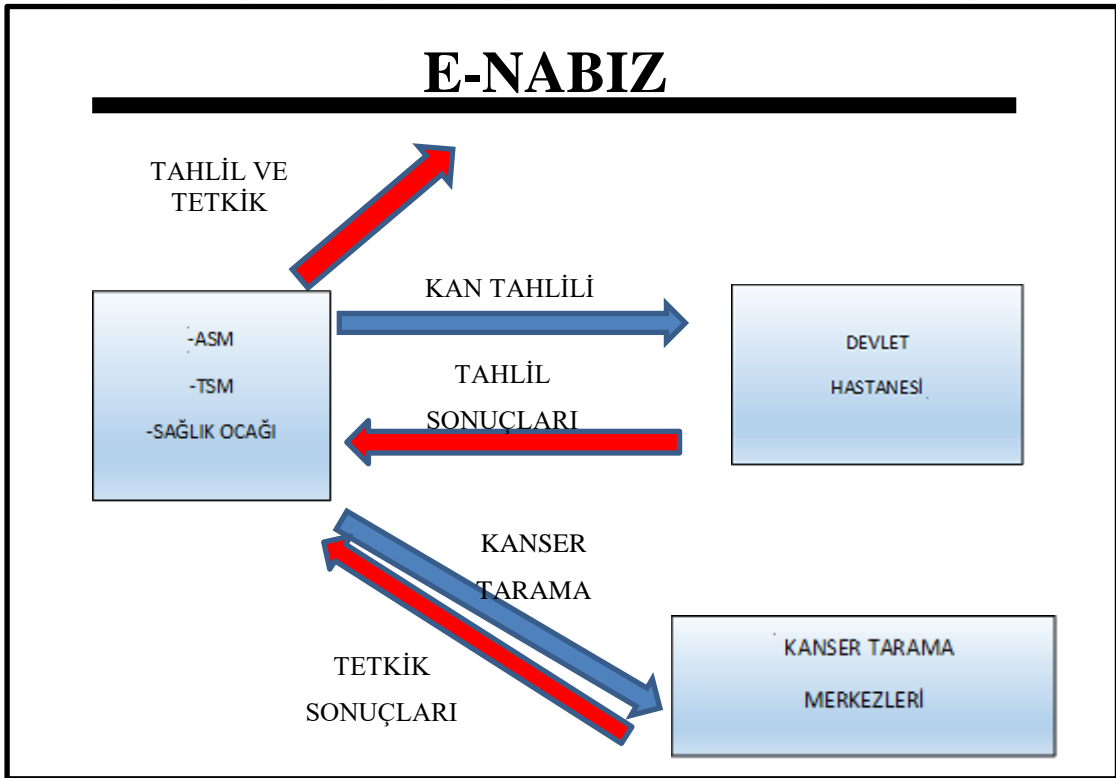 E-NABIZ
TAHLİL VE
TETKİK
KAN TAHLİLİ
-ASM
-TSM
-SAĞLIK OCAĞI
TAHLİL
SONUÇLARI
DEVLET
HASTANESİ
KANSER
TARAMA
TETKİK
SONUÇLARI
KANSER TARAMA
MERKEZLERİ